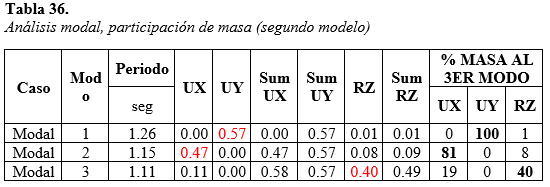 Tabla 36.
Análisis modal, participación de masa (segundo modelo)
Caso Mod o Periodo seg UX UY Sum UX Sum UY RZ Sum RZ % MASA AL 3ER MODO UX UY RZ
Modal 1 1.26 0.00 0.57 0.00 0.57 0.01 0.01 0 100 1
Modal 2 1.15 0.47 0.00 0.47 0.57 0.08 0.09 81 0 8
Modal 3 1.11 0.11 0.00 0.58 0.57 0.40 0.49 19 0 40